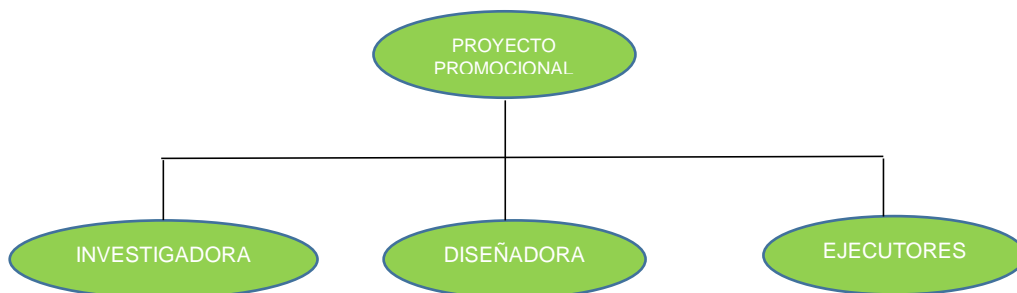 PROYECTO
PROMOCIONAL
INVESTIGADORA
DISEÑADORA
EJECUTORES